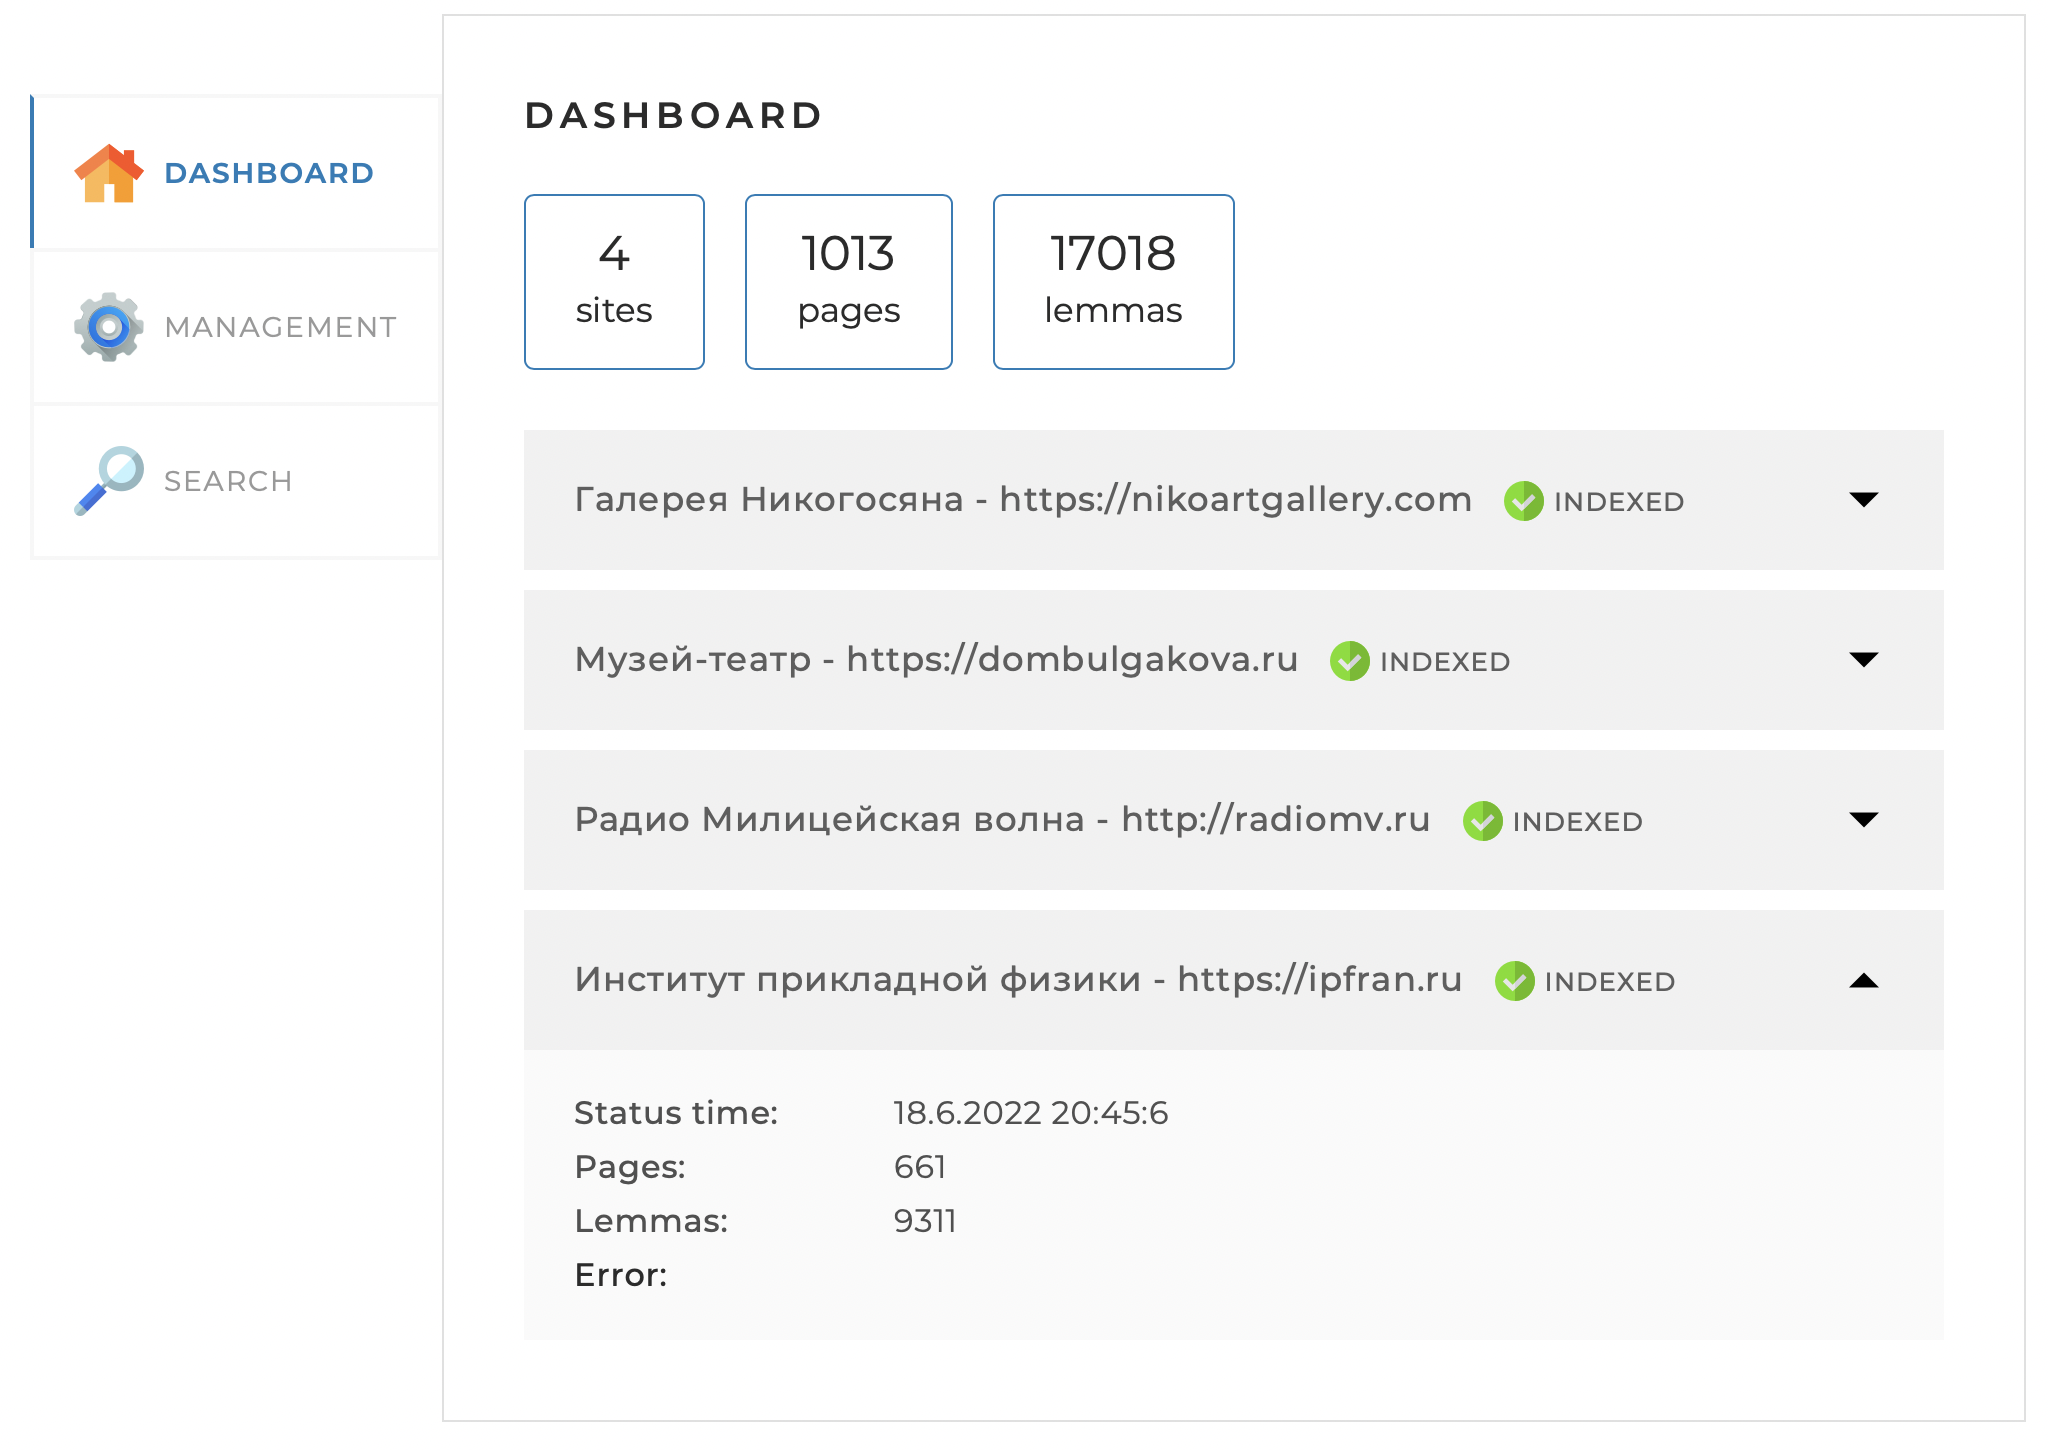 DASHBOARD
MANAGEMENT
SEARCH
DASHBOARD
4
sites
1013
pages
17018
lemmas
Галерея Никогосяна - https://nikoartgallery.com INDEXED
Музей-театр - https://dombulgakova.ru INDEXED
Радио Милицейская волна - http://radiomv.ru INDEXED
Институт прикладной физики - https://ipfran.ru INDEXED
Status time: 18.6.2022 20:45:6
Pages: 661
Lemmas: 9311
Error: